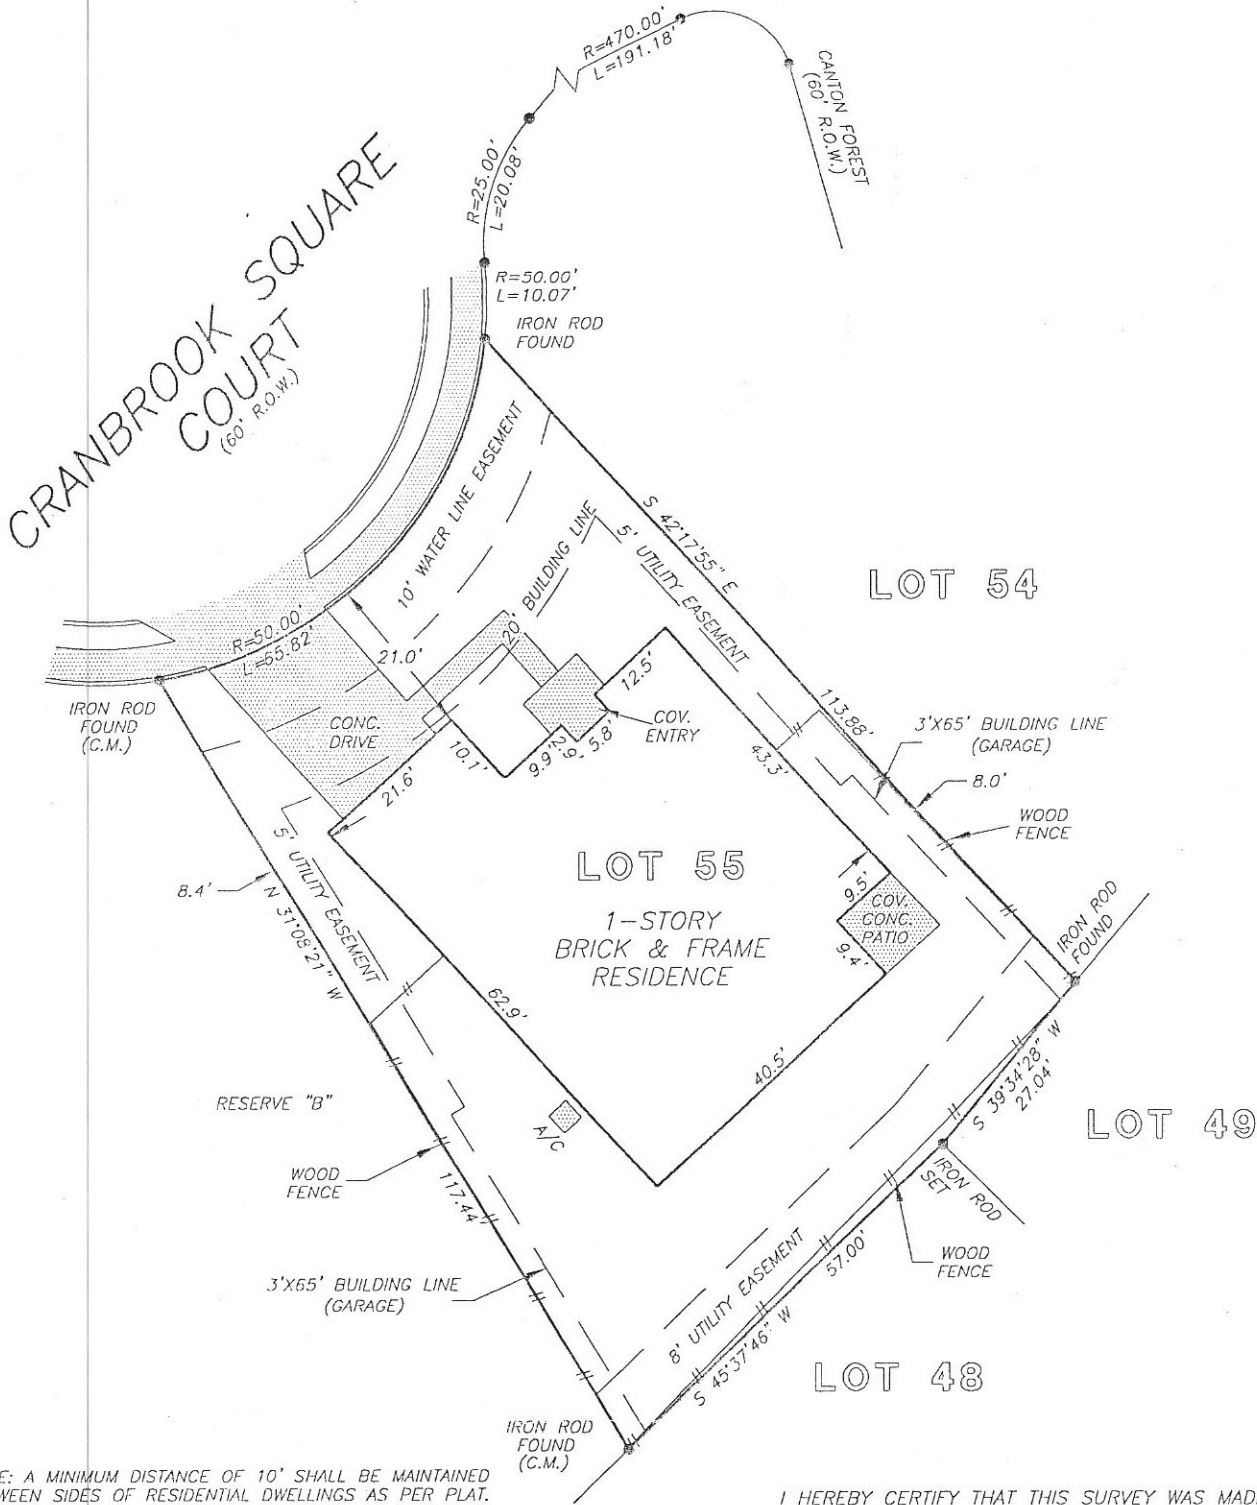 R=470.00'
L=191.18'
CANTON FOREST
(60' R.O.W.)
R=25.00'
L=20.08'
CRANBROOK SQUARE
COURT
(60' R.O.W.)
R=50.00'
L=10.07'
IRON ROD
FOUND
10' WATER LINE EASEMENT
20' BUILDING LINE
S 42°17'55" E
5' UTILITY EASEMENT
LOT 54
R=50.00'
L=65.82'
21.0'
IRON ROD
FOUND
(C.M.)
CONC.
DRIVE
12.5'
COV.
ENTRY
113.88'
3'X65' BUILDING LINE
(GARAGE)
10.1'
9.9'
2.9'
5.8'
43.3'
21.6'
8.0'
WOOD
FENCE
5' UTILITY EASEMENT
8.4'
N 31°08'21" W
LOT 55
1-STORY
BRICK & FRAME
RESIDENCE
9.5'
COV.
CONC.
PATIO
9.4'
IRON ROD
FOUND
62.9'
40.5'
S 39°34'28" W
27.04'
RESERVE "B"
A/C
LOT 49
WOOD
FENCE
117.44'
IRON ROD
SET
3'X65' BUILDING LINE
(GARAGE)
8' UTILITY EASEMENT
57.00'
WOOD
FENCE
S 45°37'46" W
LOT 48
IRON ROD
FOUND
(C.M.)
E: A MINIMUM DISTANCE OF 10' SHALL BE MAINTAINED
WEEN SIDES OF RESIDENTIAL DWELLINGS AS PER PLAT.
I HEREBY CERTIFY THAT THIS SURVEY WAS MAD